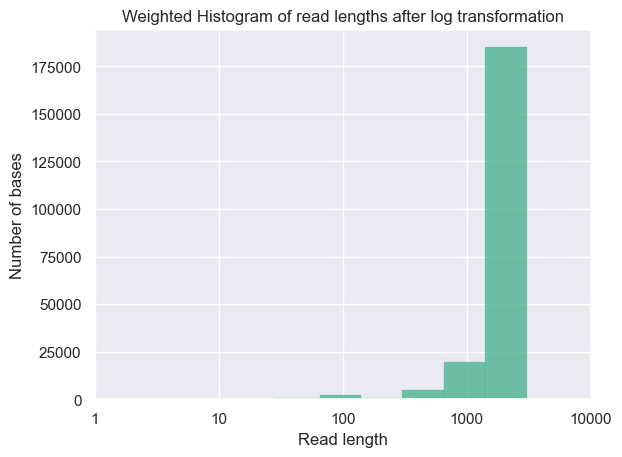 Weighted Histogram of read lengths after log transformation
175000
150000
125000
100000
75000
50000
25000
0
Number of bases
1 10 100 1000 10000
Read length